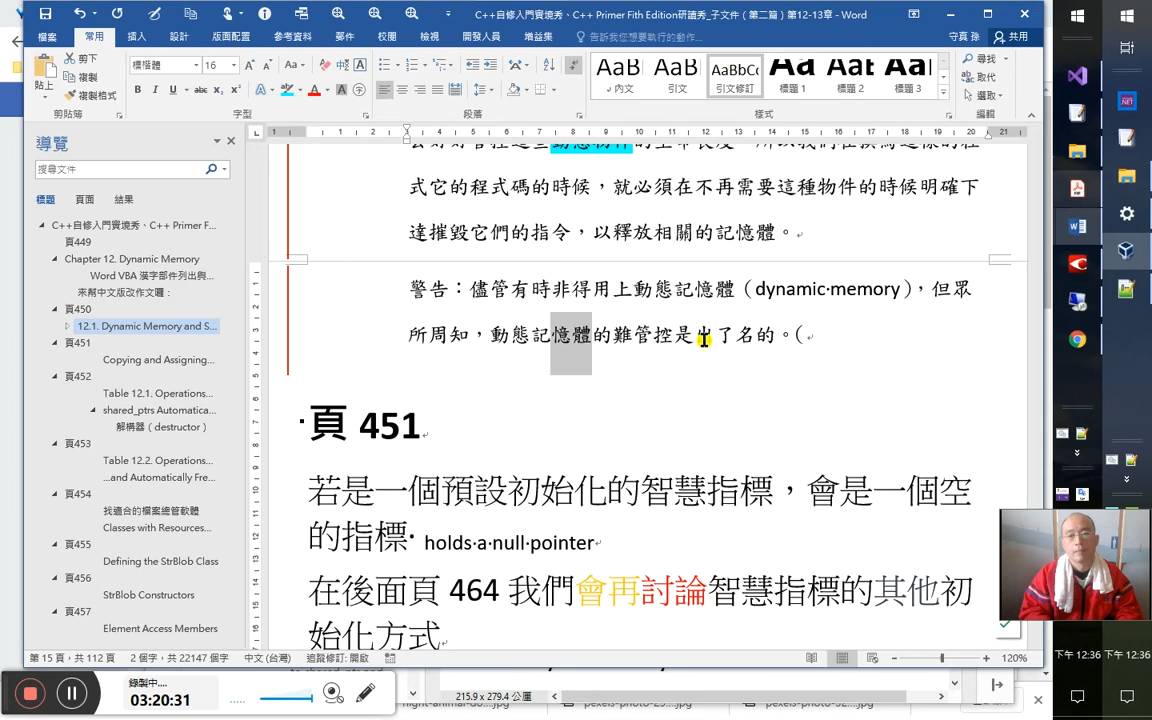 C++自修入門實境秀、C++ Primer Fith Edition研讀秀_子文件（第二篇）第12-13章 - Word
檔案 常用 插入 設計 版面配置 參考資料 郵件 校閱 檢視 開發人員 增益集 告訴我您想要執行的動作... 守真 孫 共用
貼上 剪下 複製 複製格式 剪貼簿
標楷體 16 字型
段落
AaB AaB AaBbCc AaB AaB AaB
內文 引文 引文修訂 標題 1 標題 2 標題 3
樣式
尋找 取代 選取 編輯
導覽
搜尋文件
標題 頁面 結果
C++自修入門實境秀、C++ Primer F...
頁449
Chapter 12. Dynamic Memory
Word VBA 漢字部件列出與...
來幫中文版改作文囉：
頁450
12.1. Dynamic Memory and S...
頁451
Copying and Assigning...
頁452
Table 12.1. Operations...
shared_ptrs Automatica...
解構器（destructor）
頁453
Table 12.2. Operations...
...and Automatically Fre...
頁454
找適合的檔案總管軟體
Classes with Resources...
頁455
Defining the StrBlob Class
頁456
StrBlob Constructors
頁457
Element Access Members
式它的程式碼的時候，就必須在不再需要這種物件的時候明確下
達摧毀它們的指令，以釋放相關的記憶體。
警告：儘管有時非得用上動態記憶體（dynamic·memory），但眾
所周知，動態記憶體的難管控是出了名的。（
頁 451
若是一個預設初始化的智慧指標，會是一個空
的指標· holds·a·null·pointer
在後面頁 464 我們會再討論智慧指標的其他初
始化方式
第 15 頁，共 112 頁 2 個字，共 22147 個字 中文 (台灣) 追蹤修訂: 開啟 120%
下午 12:36 下午 12:36
錄製中...
03:20:31
215.9 x 279.4 公厘